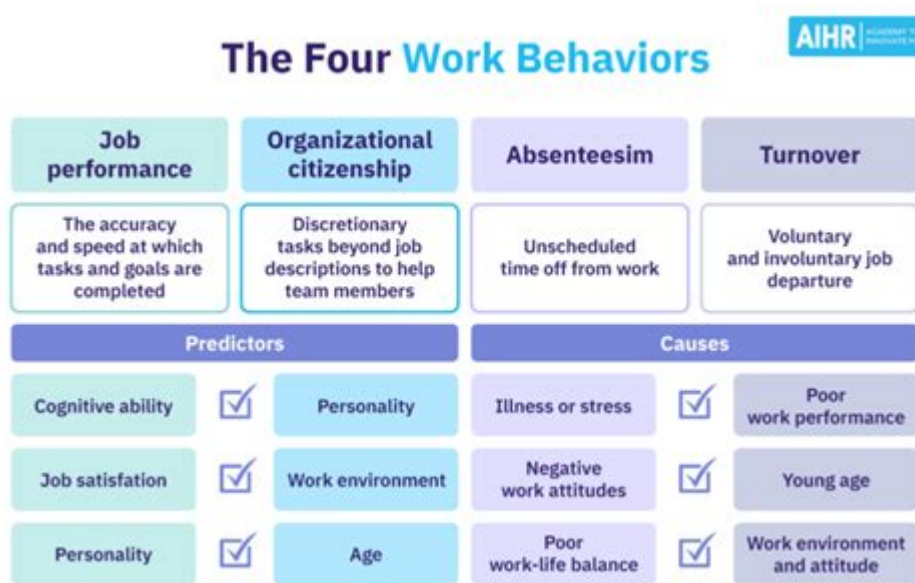 AIHR
ACADEMY TO
INNOVATE H
The Four Work Behaviors
Job
performance
Organizational
citizenship
Absenteesim
Turnover
The accuracy
and speed at which
tasks and goals are
completed
Discretionary
tasks beyond job
descriptions to help
team members
Unscheduled
time off from work
Voluntary
and involuntary job
departure
Predictors
Causes
Cognitive ability
Personality
Illness or stress
Poor
work performance
Job satisfation
Work environment
Negative
work attitudes
Young age
Personality
Age
Poor
work-life balance
Work environment
and attitude